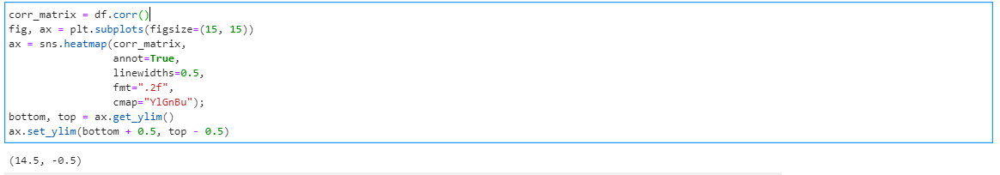 corr_matrix = df.corr()
fig, ax = plt.subplots(figsize=(15, 15))
ax = sns.heatmap(corr_matrix,
                 annot=True,
                 linewidths=0.5,
                 fmt=".2f",
                 cmap="YlGnBu");
bottom, top = ax.get_ylim()
ax.set_ylim(bottom + 0.5, top - 0.5)
(14.5, -0.5)